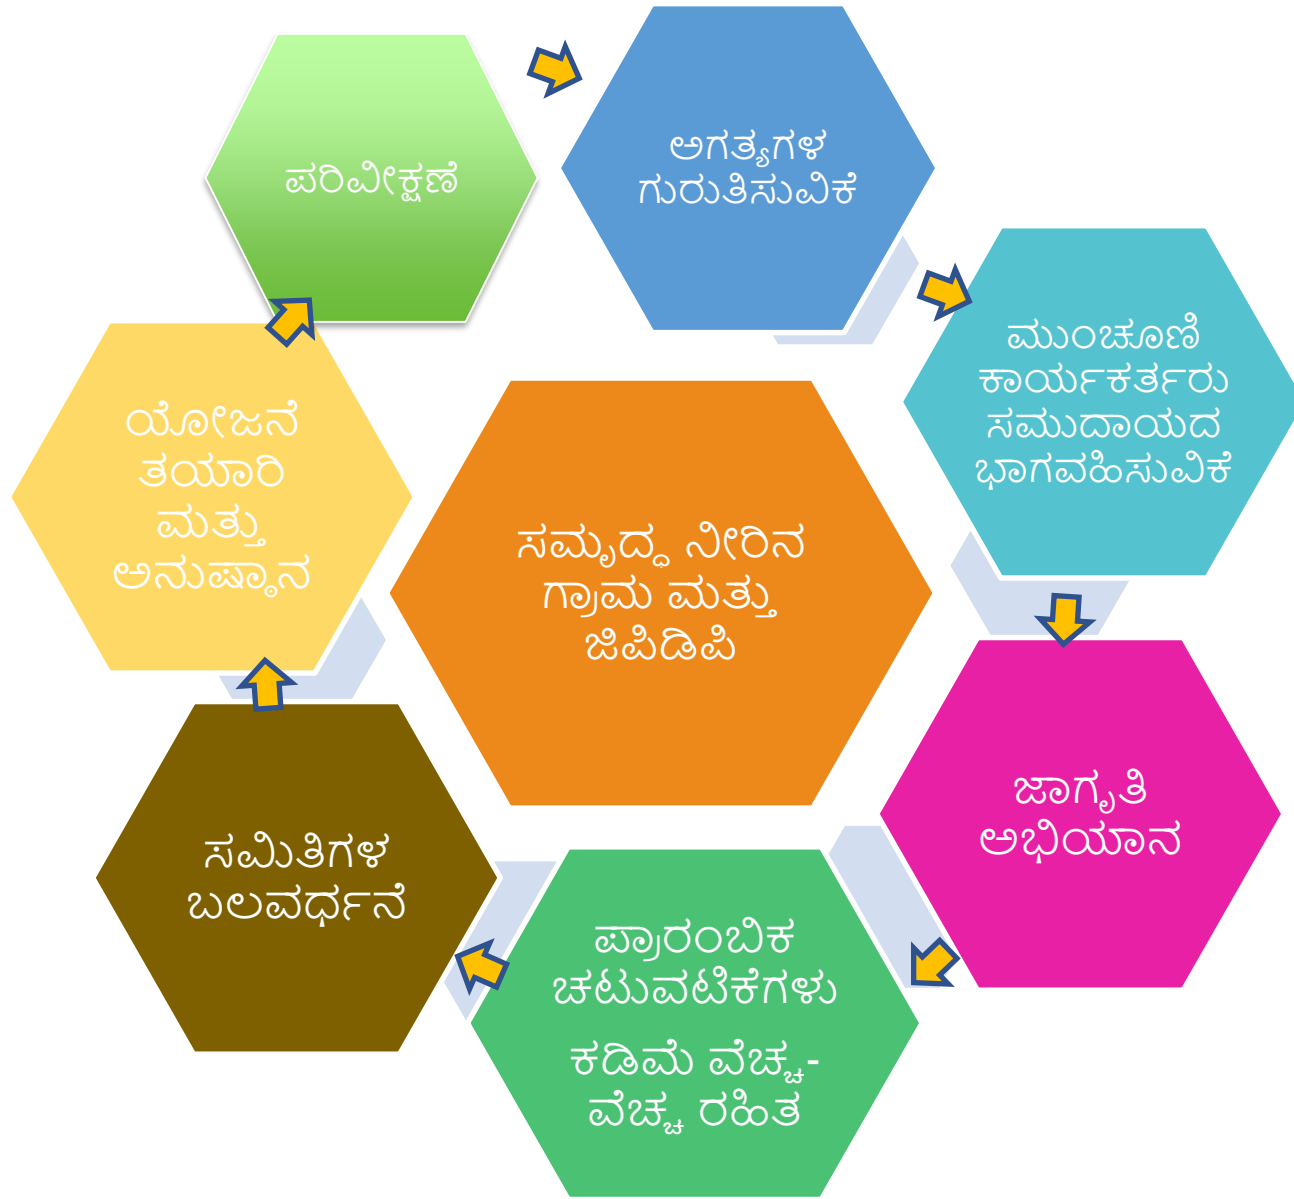 ಪರಿವೀಕ್ಷಣೆ
ಅಗತ್ಯಗಳ
ಗುರುತಿಸುವಿಕೆ
ಮುಂಚೂಣಿ
ಕಾರ್ಯಕರ್ತರು
ಸಮುದಾಯದ
ಭಾಗವಹಿಸುವಿಕೆ
ಜಾಗೃತಿ
ಅಭಿಯಾನ
ಪ್ರಾರಂಬಿಕ
ಚಟುವಟಿಕೆಗಳು
ಕಡಿಮೆ ವೆಚ್ಚ-
ವೆಚ್ಚ ರಹಿತ
ಸಮಿತಿಗಳ
ಬಲವರ್ಧನೆ
ಯೋಜನೆ
ತಯಾರಿ
ಮತ್ತು
ಅನುಷ್ಠಾನ
ಸಮೃದ್ಧ ನೀರಿನ
ಗ್ರಾಮ ಮತ್ತು
ಜಿಪಿಡಿಪಿ